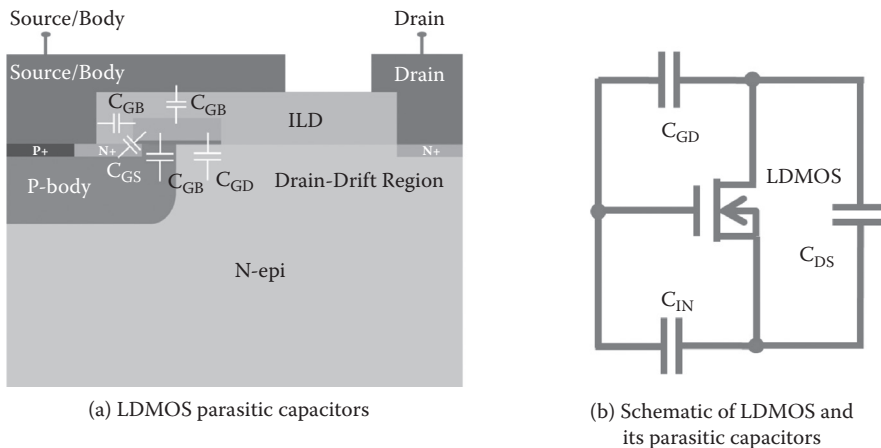 Source/Body
Drain
Source/Body
Drain
C_GB
C_GB
ILD
P+
N+
N+
C_GS
P-body
C_GB
C_GD
Drain-Drift Region
N-epi
(a) LDMOS parasitic capacitors
C_GD
LDMOS
C_DS
C_IN
(b) Schematic of LDMOS and
its parasitic capacitors